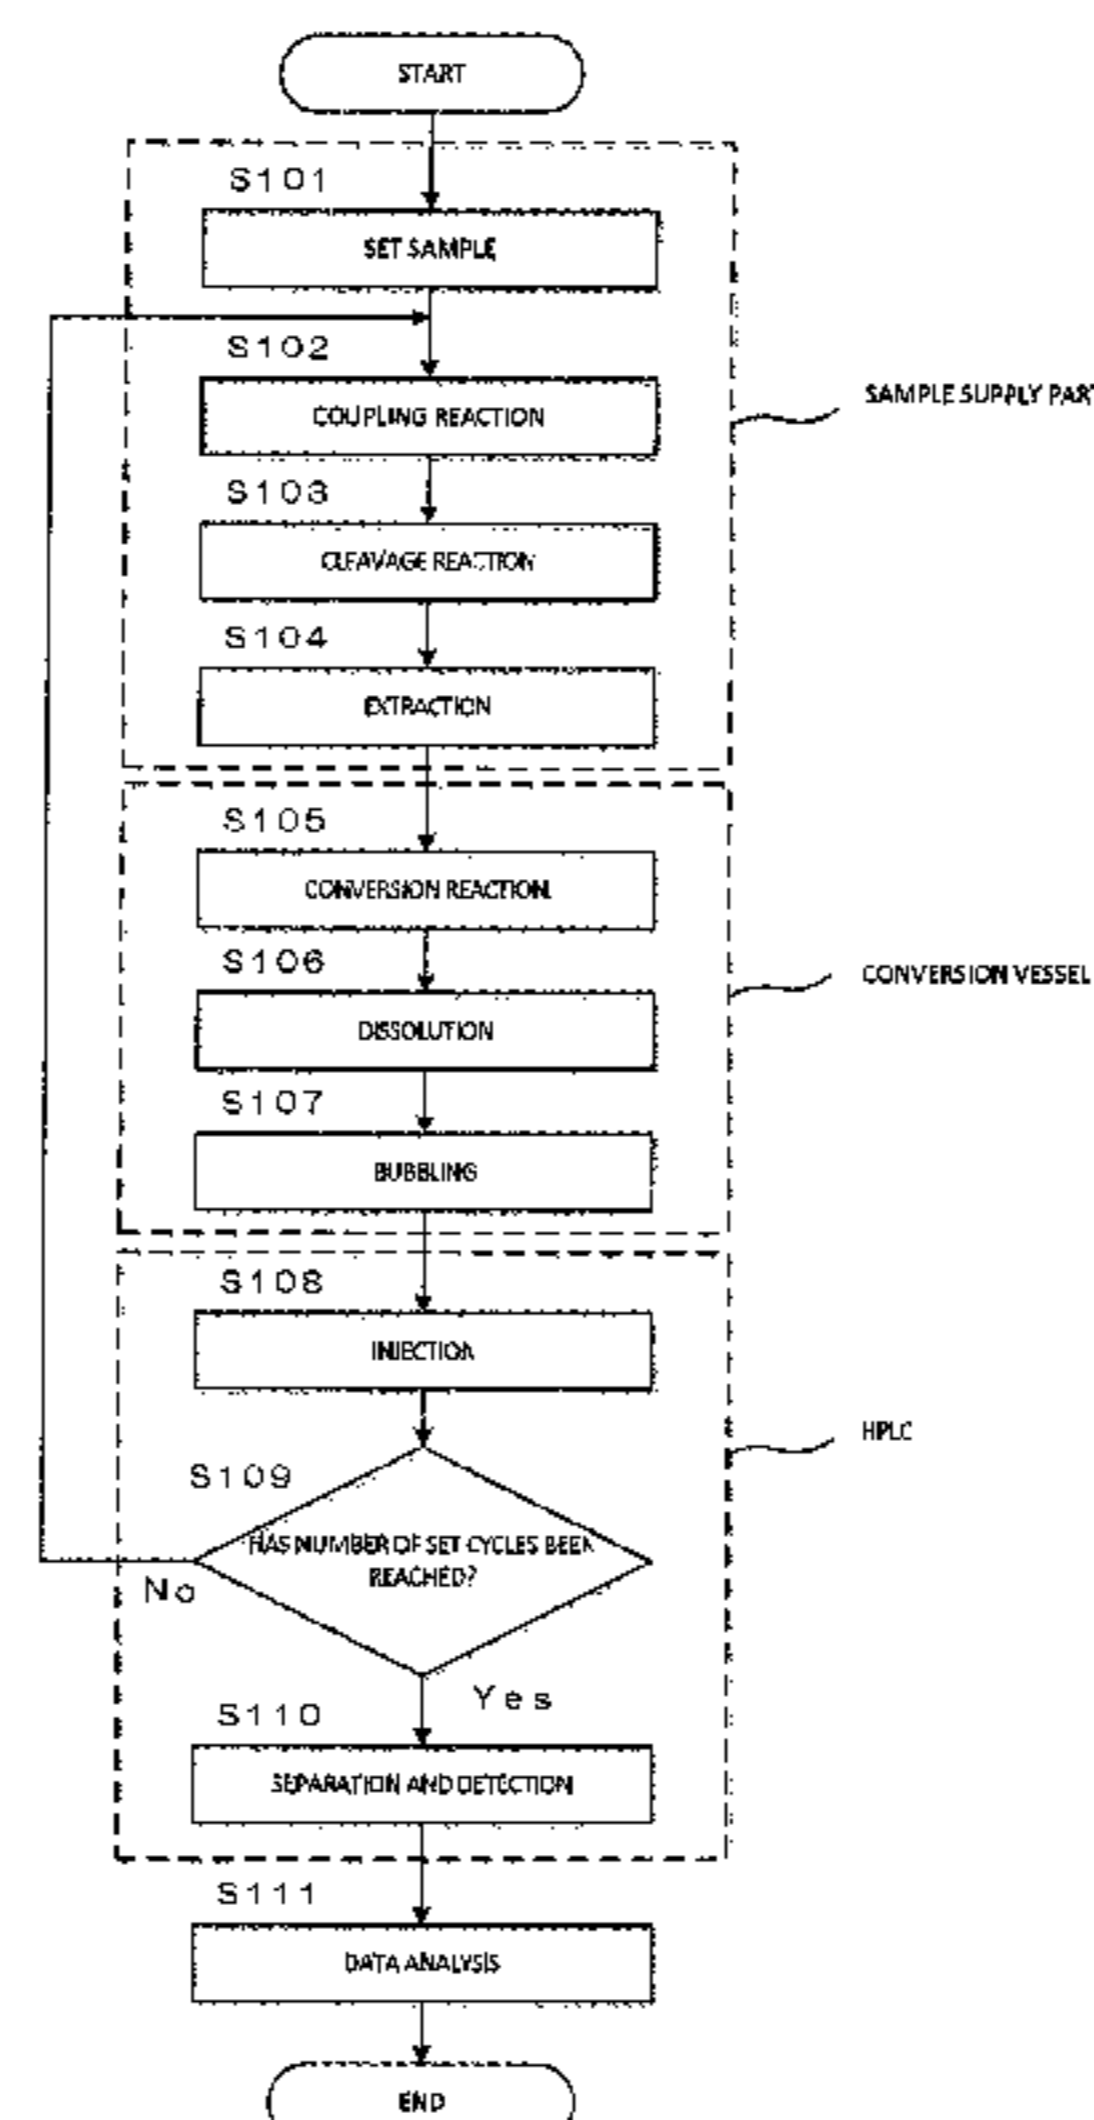 START
S101
SET SAMPLE
S102
COUPLING REACTION
SAMPLE SUPPLY PART
S103
CLEAVAGE REACTION
S104
EXTRACTION
S105
CONVERSION REACTION
S106
CONVERSION VESSEL
DISSOLUTION
S107
BUBBLING
S108
INJECTION
HPLC
S109
HAS NUMBER OF SET CYCLES BEEN
REACHED?
No
Yes
S110
SEPARATION AND DETECTION
S111
DATA ANALYSIS
END